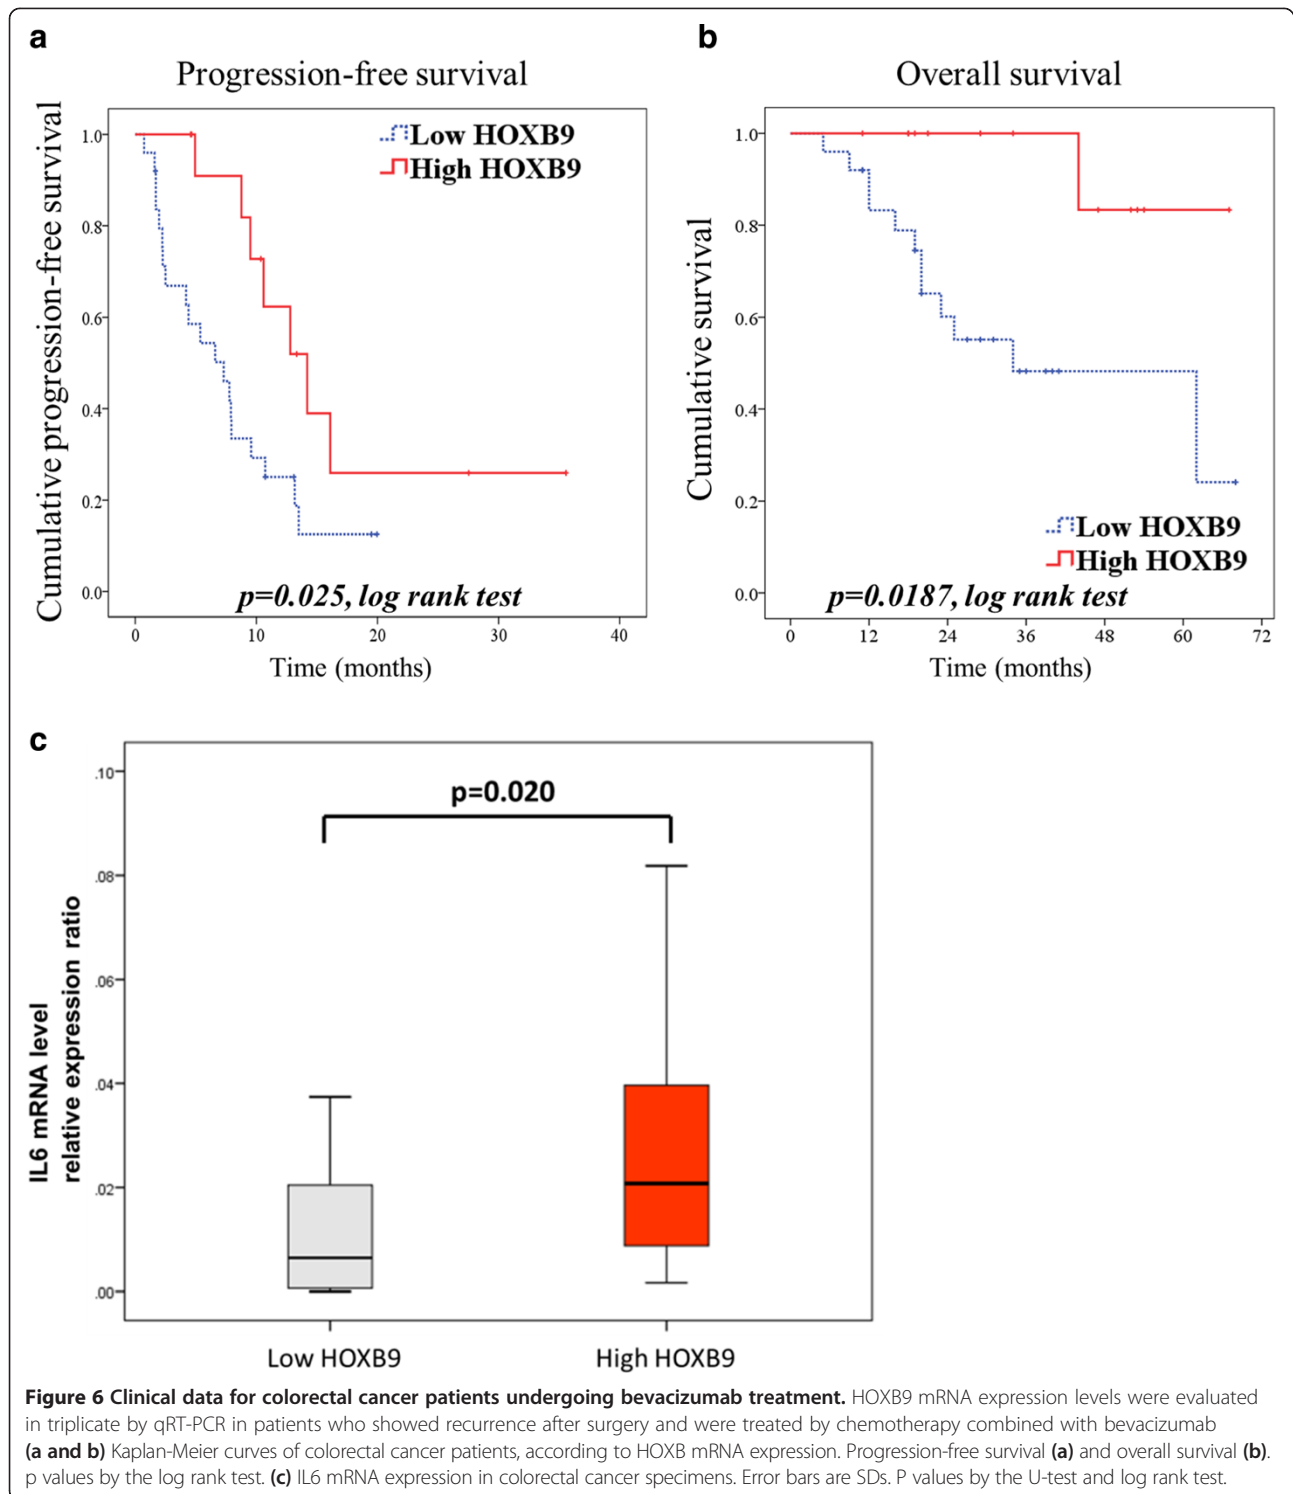 a
Progression-free survival
Cumulative progression-free survival
1.0
0.8
0.6
0.4
0.2
0.0
Low HOXB9
High HOXB9
p=0.025, log rank test
0 10 20 30 40
Time (months)
b
Overall survival
Cumulative survival
1.0
0.8
0.6
0.4
0.2
0.0
Low HOXB9
High HOXB9
p=0.0187, log rank test
0 12 24 36 48 60 72
Time (months)
c
IL6 mRNA level
relative expression ratio
.10
.08
.06
.04
.02
.00
p=0.020
Low HOXB9 High HOXB9
Figure 6 Clinical data for colorectal cancer patients undergoing bevacizumab treatment. HOXB9 mRNA expression levels were evaluated
in triplicate by qRT-PCR in patients who showed recurrence after surgery and were treated by chemotherapy combined with bevacizumab
(a and b) Kaplan-Meier curves of colorectal cancer patients, according to HOXB mRNA expression. Progression-free survival (a) and overall survival (b).
p values by the log rank test. (c) IL6 mRNA expression in colorectal cancer specimens. Error bars are SDs. P values by the U-test and log rank test.